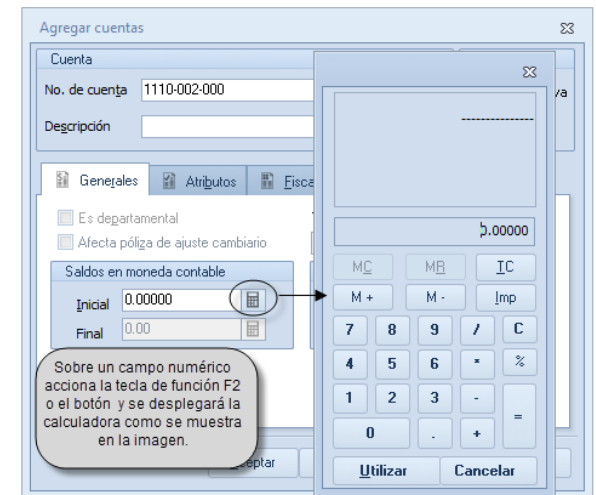 Agregar cuentas
Cuenta
No. de cuenta 1110-002-000
Descripción
Generales Atributos
Es departamental
Afecta póliza de ajuste cambiario
Saldos en moneda contable
Inicial 0.00000
Final 0.00
Sobre un campo numérico
acciona la tecla de función F2
o el botón y se desplegará la
calculadora como se muestra
en la imagen.
---------------
0.00000
MC MR TC
M + M - Imp
7 8 9 / C
4 5 6 * %
1 2 3 -
=
0 . +
Utilizar Cancelar